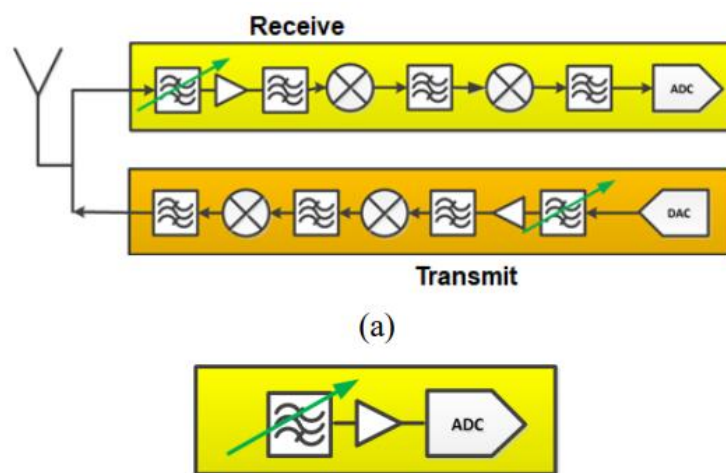 Receive
ADC
DAC
Transmit
(a)
ADC